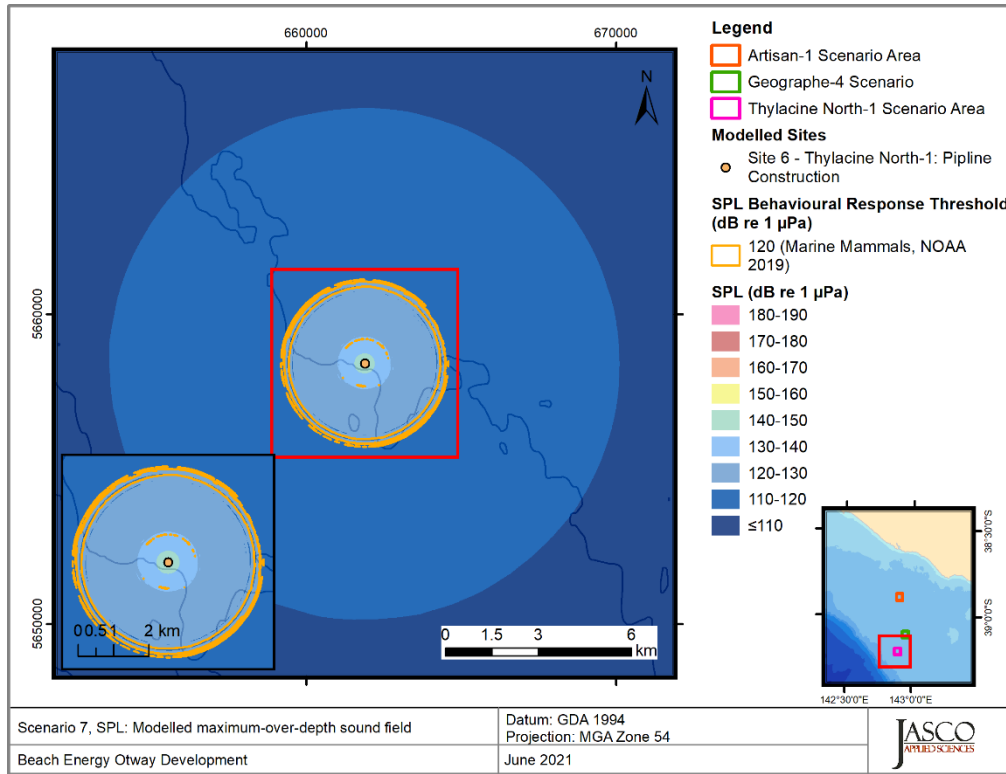 660000
670000
5660000
5650000
N
0 0.5 1 2 km
0 1.5 3 6
km
Legend
Artisan-1 Scenario Area
Geographe-4 Scenario
Thylacine North-1 Scenario Area
Modelled Sites
Site 6 - Thylacine North-1: Pipline
Construction
SPL Behavioural Response Threshold
(dB re 1 µPa)
120 (Marine Mammals, NOAA
2019)
SPL (dB re 1 µPa)
180-190
170-180
160-170
150-160
140-150
130-140
120-130
110-120
≤110
38°30'0"S
39°0'0"S
142°30'0"E
143°0'0"E
Scenario 7, SPL: Modelled maximum-over-depth sound field
Datum: GDA 1994
Projection: MGA Zone 54
Beach Energy Otway Development
June 2021
JASCO
APPLIED SCIENCES